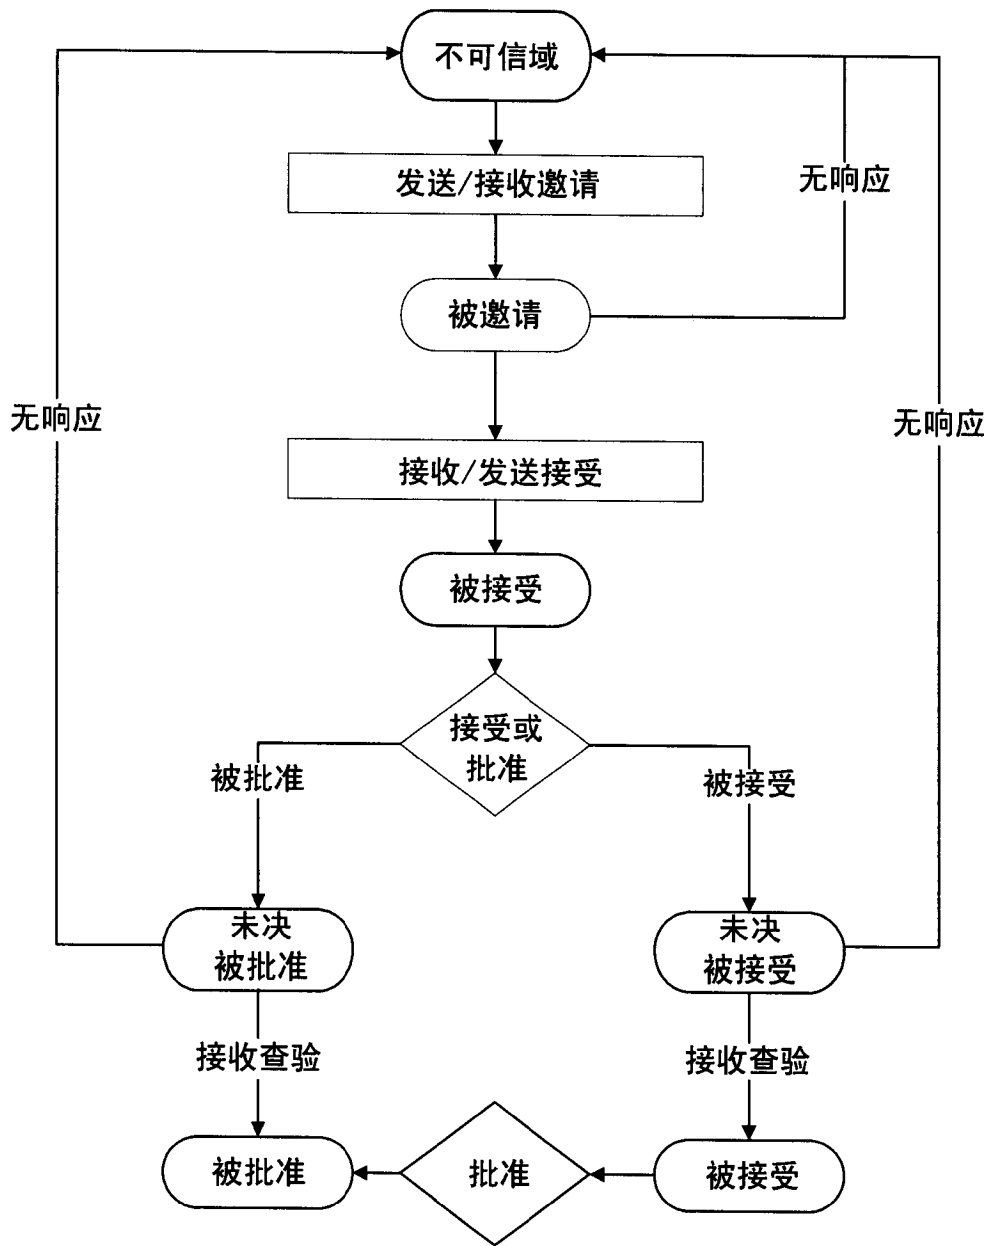 不可信域
发送/接收邀请
无响应
被邀请
无响应
无响应
接收/发送接受
被接受
接受或
批准
被批准
被接受
未决
被批准
未决
被接受
接收查验
接收查验
被批准
批准
被接受